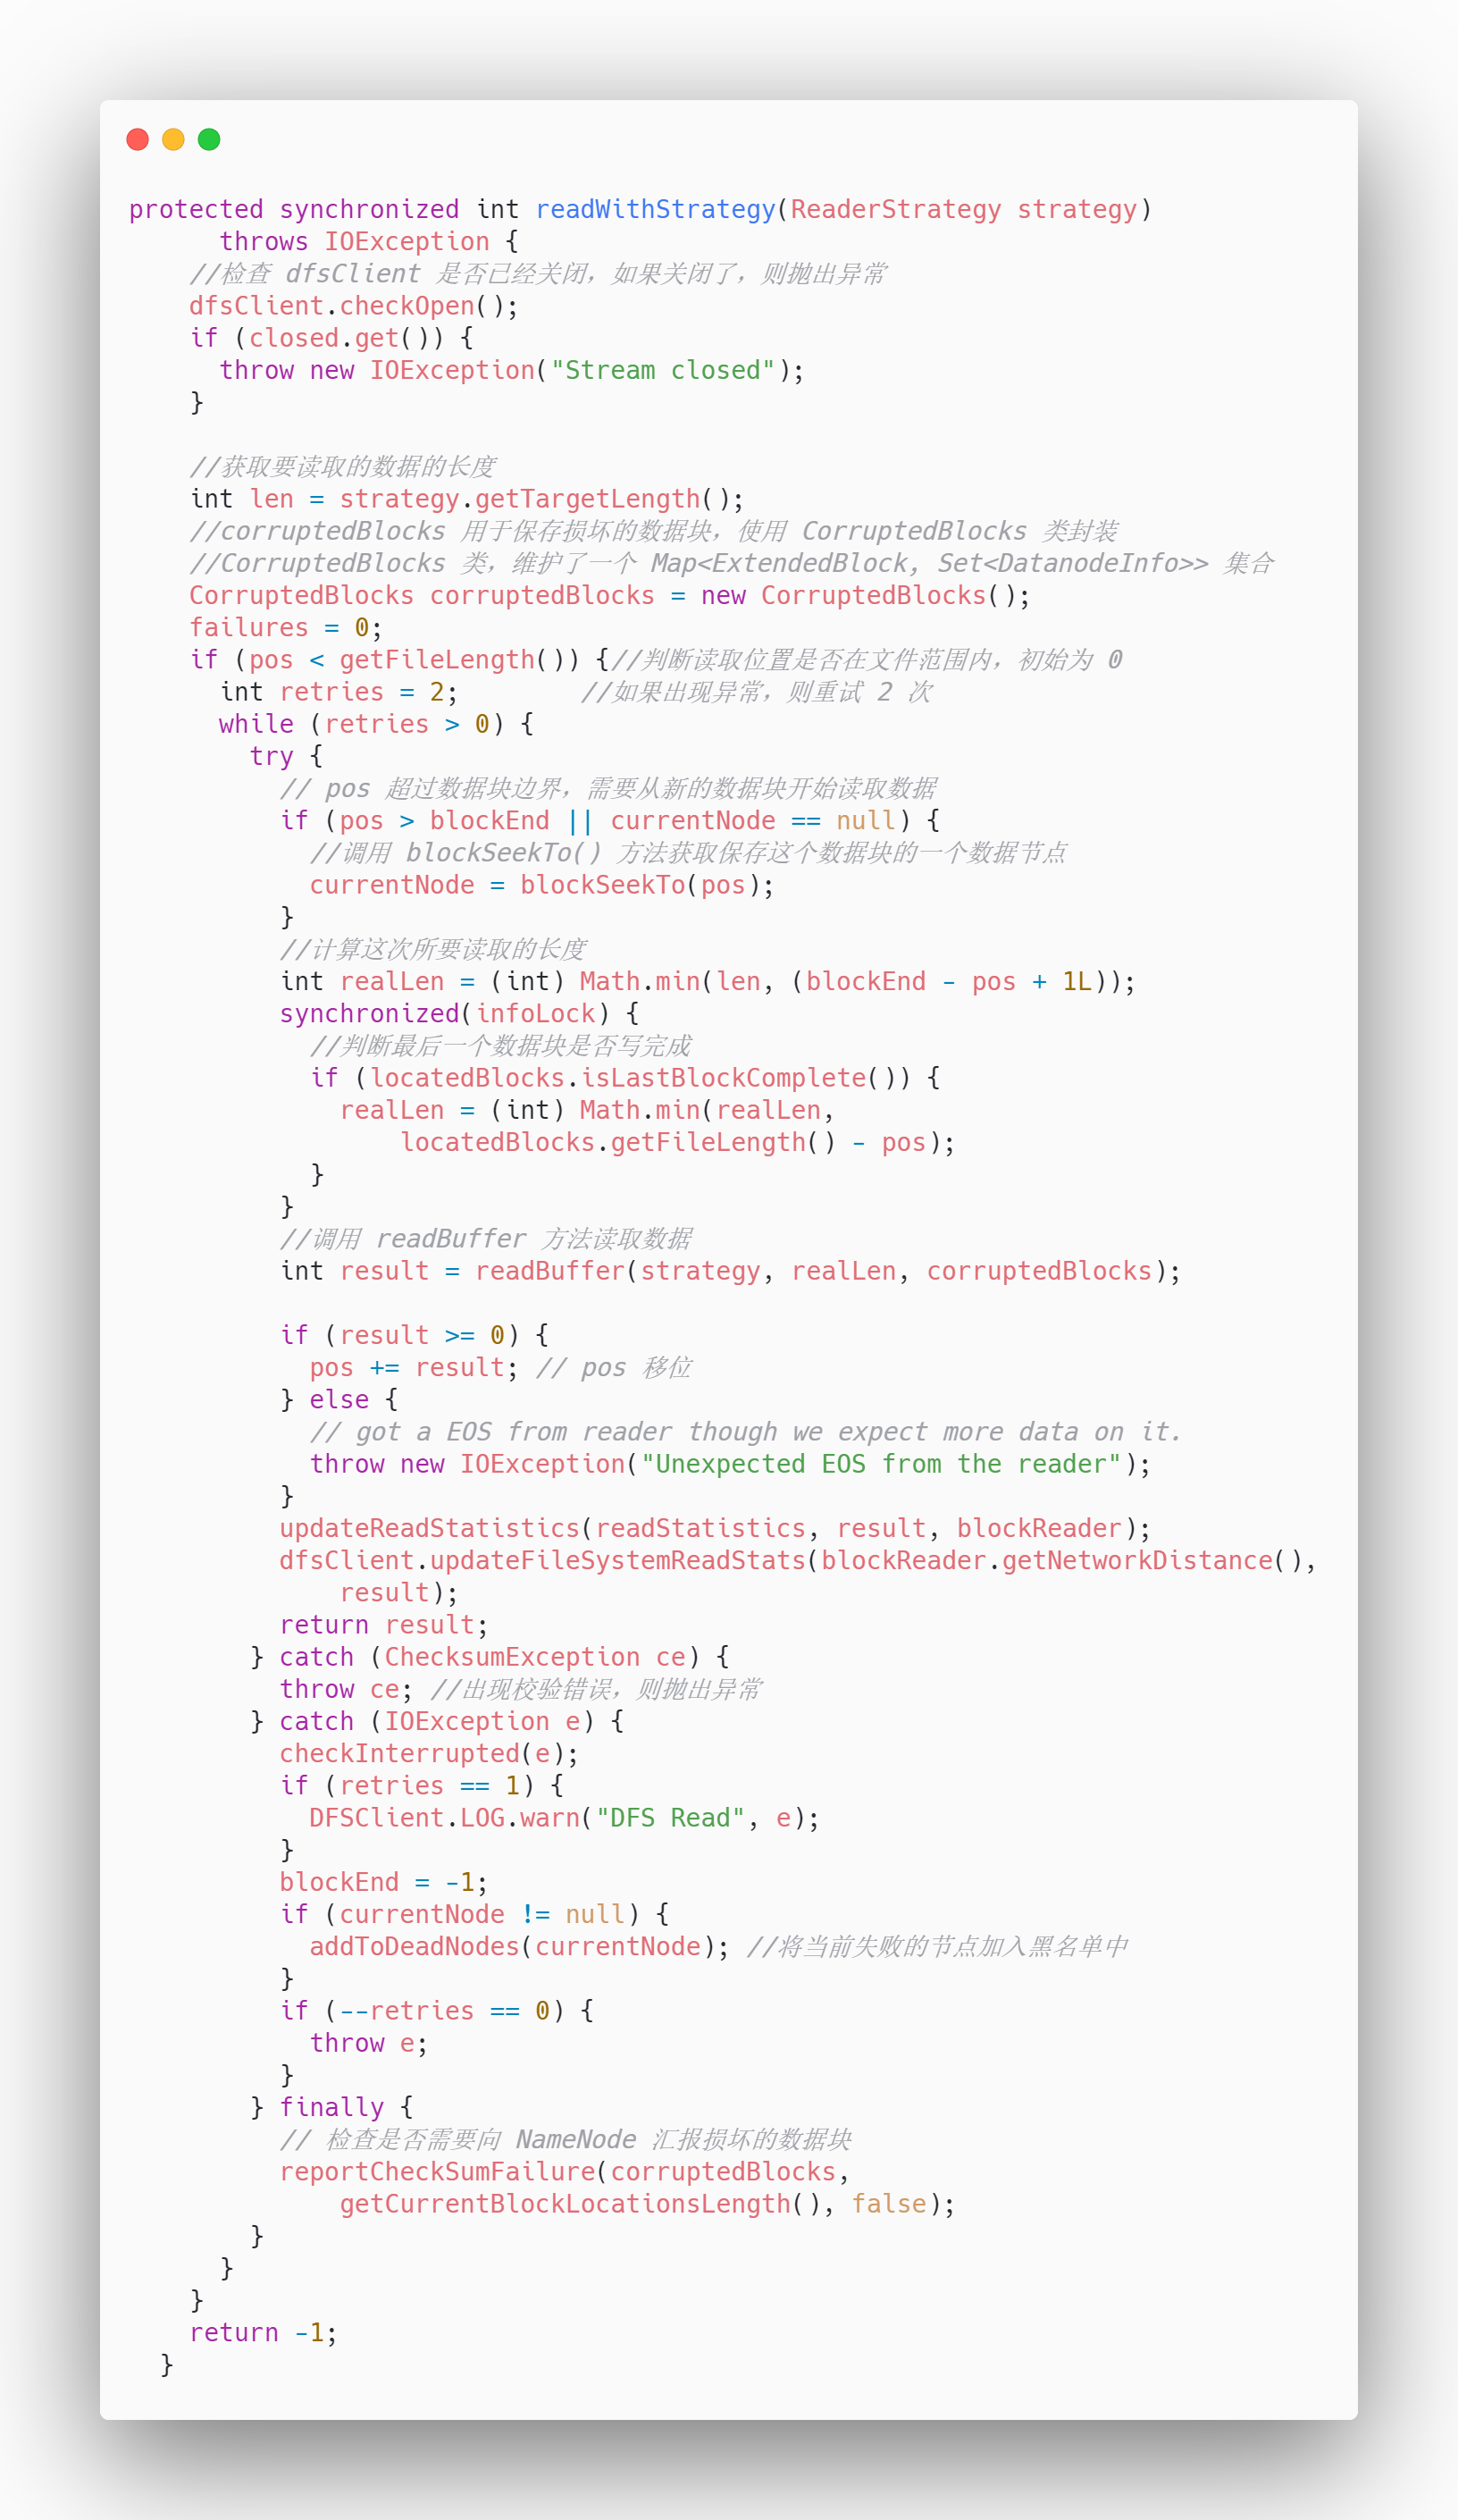 protected synchronized int readWithStrategy(ReaderStrategy strategy)
      throws IOException {
    //检查 dfsClient 是否已经关闭，如果关闭了，则抛出异常
    dfsClient.checkOpen();
    if (closed.get()) {
      throw new IOException("Stream closed");
    }

    //获取要读取的数据的长度
    int len = strategy.getTargetLength();
    //corruptedBlocks 用于保存损坏的数据块，使用 CorruptedBlocks 类封装
    //CorruptedBlocks 类，维护了一个 Map<ExtendedBlock, Set<DatanodeInfo>> 集合
    CorruptedBlocks corruptedBlocks = new CorruptedBlocks();
    failures = 0;
    if (pos < getFileLength()) {//判断读取位置是否在文件范围内，初始为 0
      int retries = 2;        //如果出现异常，则重试 2 次
      while (retries > 0) {
        try {
          // pos 超过数据块边界，需要从新的数据块开始读取数据
          if (pos > blockEnd || currentNode == null) {
            //调用 blockSeekTo() 方法获取保存这个数据块的一个数据节点
            currentNode = blockSeekTo(pos);
          }
          //计算这次所要读取的长度
          int realLen = (int) Math.min(len, (blockEnd - pos + 1L));
          synchronized(infoLock) {
            //判断最后一个数据块是否写完成
            if (locatedBlocks.isLastBlockComplete()) {
              realLen = (int) Math.min(realLen,
                  locatedBlocks.getFileLength() - pos);
            }
          }
          //调用 readBuffer 方法读取数据
          int result = readBuffer(strategy, realLen, corruptedBlocks);

          if (result >= 0) {
            pos += result; // pos 移位
          } else {
            // got a EOS from reader though we expect more data on it.
            throw new IOException("Unexpected EOS from the reader");
          }
          updateReadStatistics(readStatistics, result, blockReader);
          dfsClient.updateFileSystemReadStats(blockReader.getNetworkDistance(),
              result);
          return result;
        } catch (ChecksumException ce) {
          throw ce; //出现校验错误，则抛出异常
        } catch (IOException e) {
          checkInterrupted(e);
          if (retries == 1) {
            DFSClient.LOG.warn("DFS Read", e);
          }
          blockEnd = -1;
          if (currentNode != null) {
            addToDeadNodes(currentNode); //将当前失败的节点加入黑名单中
          }
          if (--retries == 0) {
            throw e;
          }
        } finally {
          // 检查是否需要向 NameNode 汇报损坏的数据块
          reportCheckSumFailure(corruptedBlocks,
              getCurrentBlockLocationsLength(), false);
        }
      }
    }
    return -1;
  }